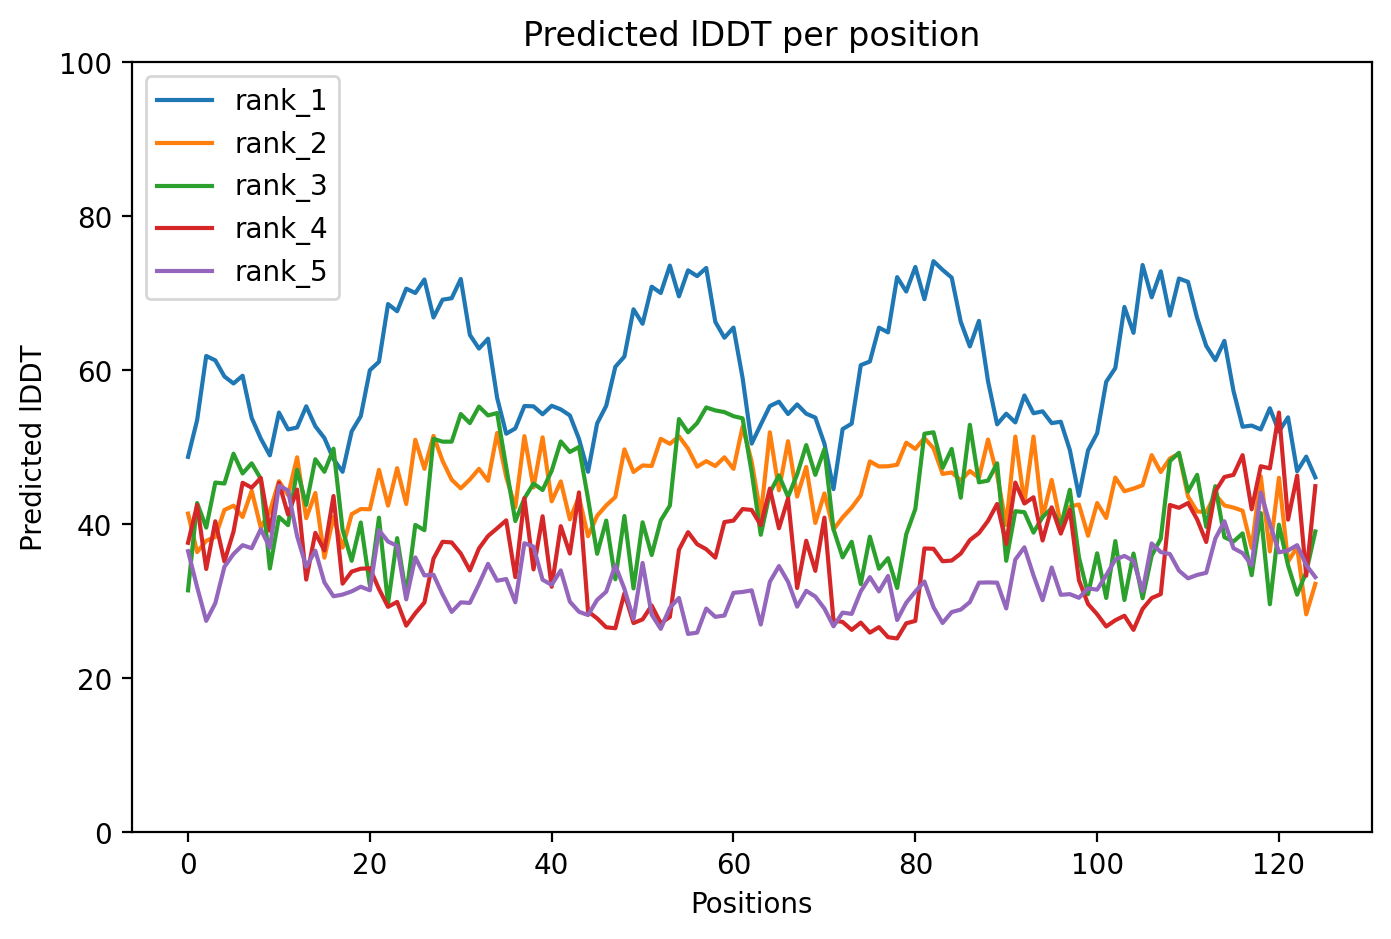 Predicted lDDT per position
100
80
60
40
20
0
Predicted lDDT
rank_1
rank_2
rank_3
rank_4
rank_5
0 20 40 60 80 100 120
Positions